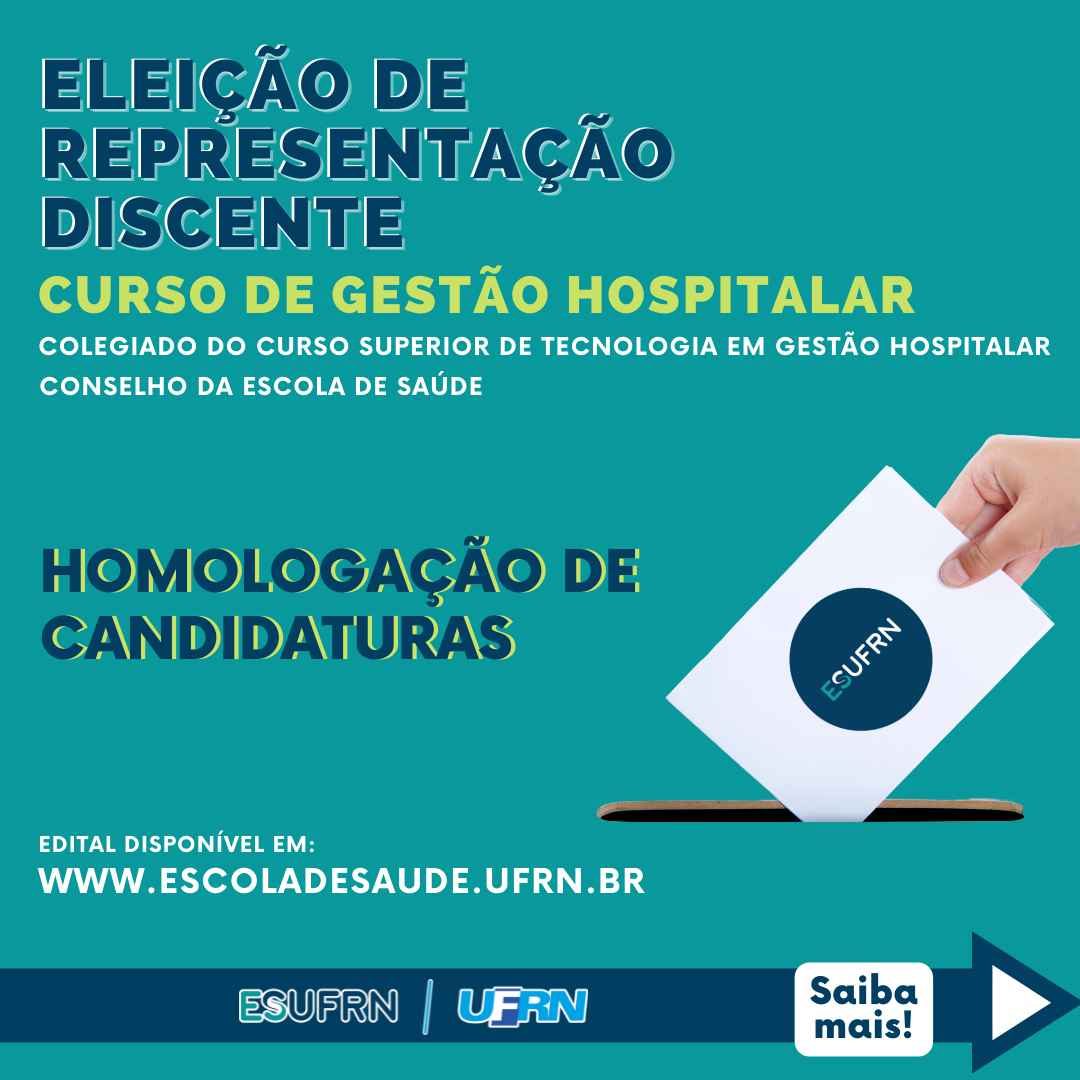 ELEIÇÃO DE
REPRESENTAÇÃO
DISCENTE
CURSO DE GESTÃO HOSPITALAR
COLEGIADO DO CURSO SUPERIOR DE TECNOLOGIA EM GESTÃO HOSPITALAR
CONSELHO DA ESCOLA DE SAÚDE
HOMOLOGAÇÃO DE
CANDIDATURAS
ESUFRN
EDITAL DISPONÍVEL EM:
WWW.ESCOLADESAUDE.UFRN.BR
ESUFRN | UFRN
Saiba
mais!